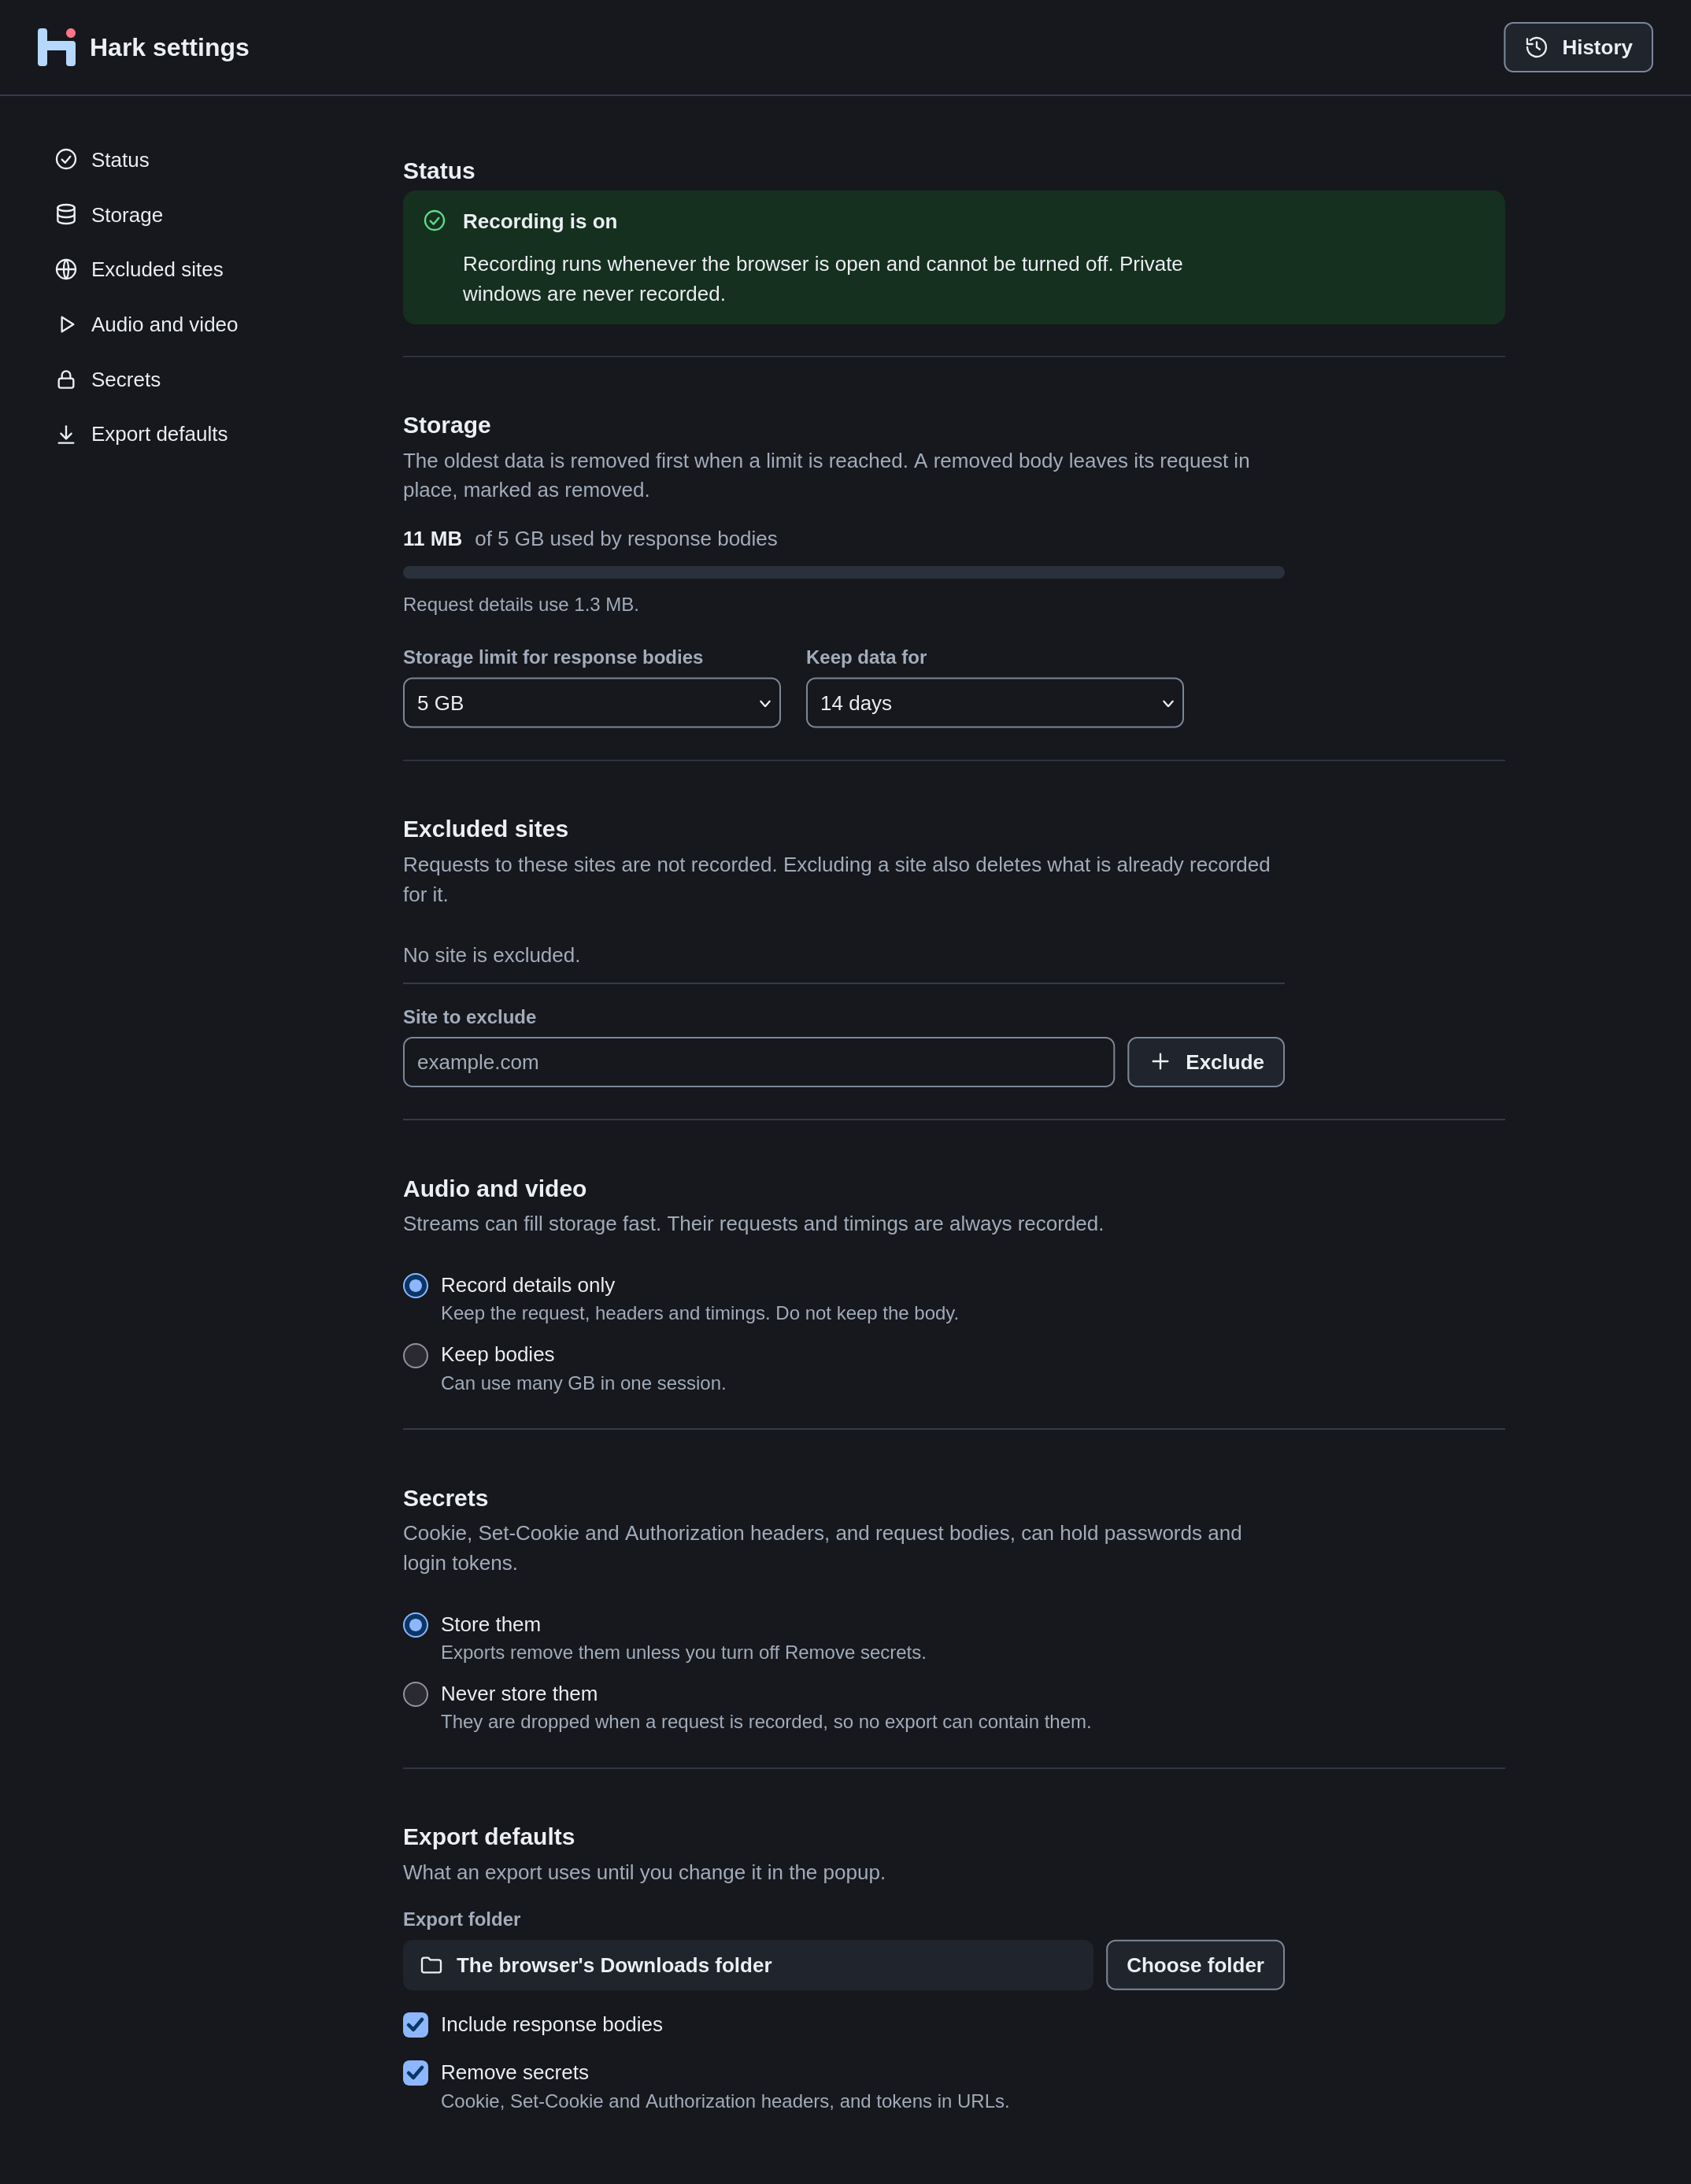 Hark settings
History
Status
Storage
Excluded sites
Audio and video
Secrets
Export defaults
Status
Recording is on
Recording runs whenever the browser is open and cannot be turned off. Private
windows are never recorded.
Storage
The oldest data is removed first when a limit is reached. A removed body leaves its request in
place, marked as removed.
11 MB of 5 GB used by response bodies
Request details use 1.3 MB.
Storage limit for response bodies
Keep data for
5 GB
14 days
Excluded sites
Requests to these sites are not recorded. Excluding a site also deletes what is already recorded
for it.
No site is excluded.
Site to exclude
example.com
Exclude
Audio and video
Streams can fill storage fast. Their requests and timings are always recorded.
Record details only
Keep the request, headers and timings. Do not keep the body.
Keep bodies
Can use many GB in one session.
Secrets
Cookie, Set-Cookie and Authorization headers, and request bodies, can hold passwords and
login tokens.
Store them
Exports remove them unless you turn off Remove secrets.
Never store them
They are dropped when a request is recorded, so no export can contain them.
Export defaults
What an export uses until you change it in the popup.
Export folder
The browser's Downloads folder
Choose folder
Include response bodies
Remove secrets
Cookie, Set-Cookie and Authorization headers, and tokens in URLs.